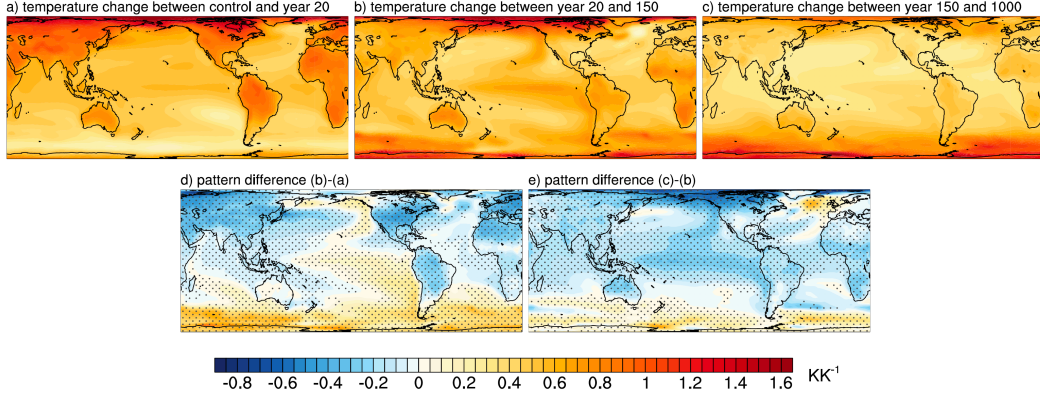 a) temperature change between control and year 20
b) temperature change between year 20 and 150
c) temperature change between year 150 and 1000
d) pattern difference (b)-(a)
e) pattern difference (c)-(b)
-0.8 -0.6 -0.4 -0.2 0 0.2 0.4 0.6 0.8 1 1.2 1.4 1.6 KK⁻¹